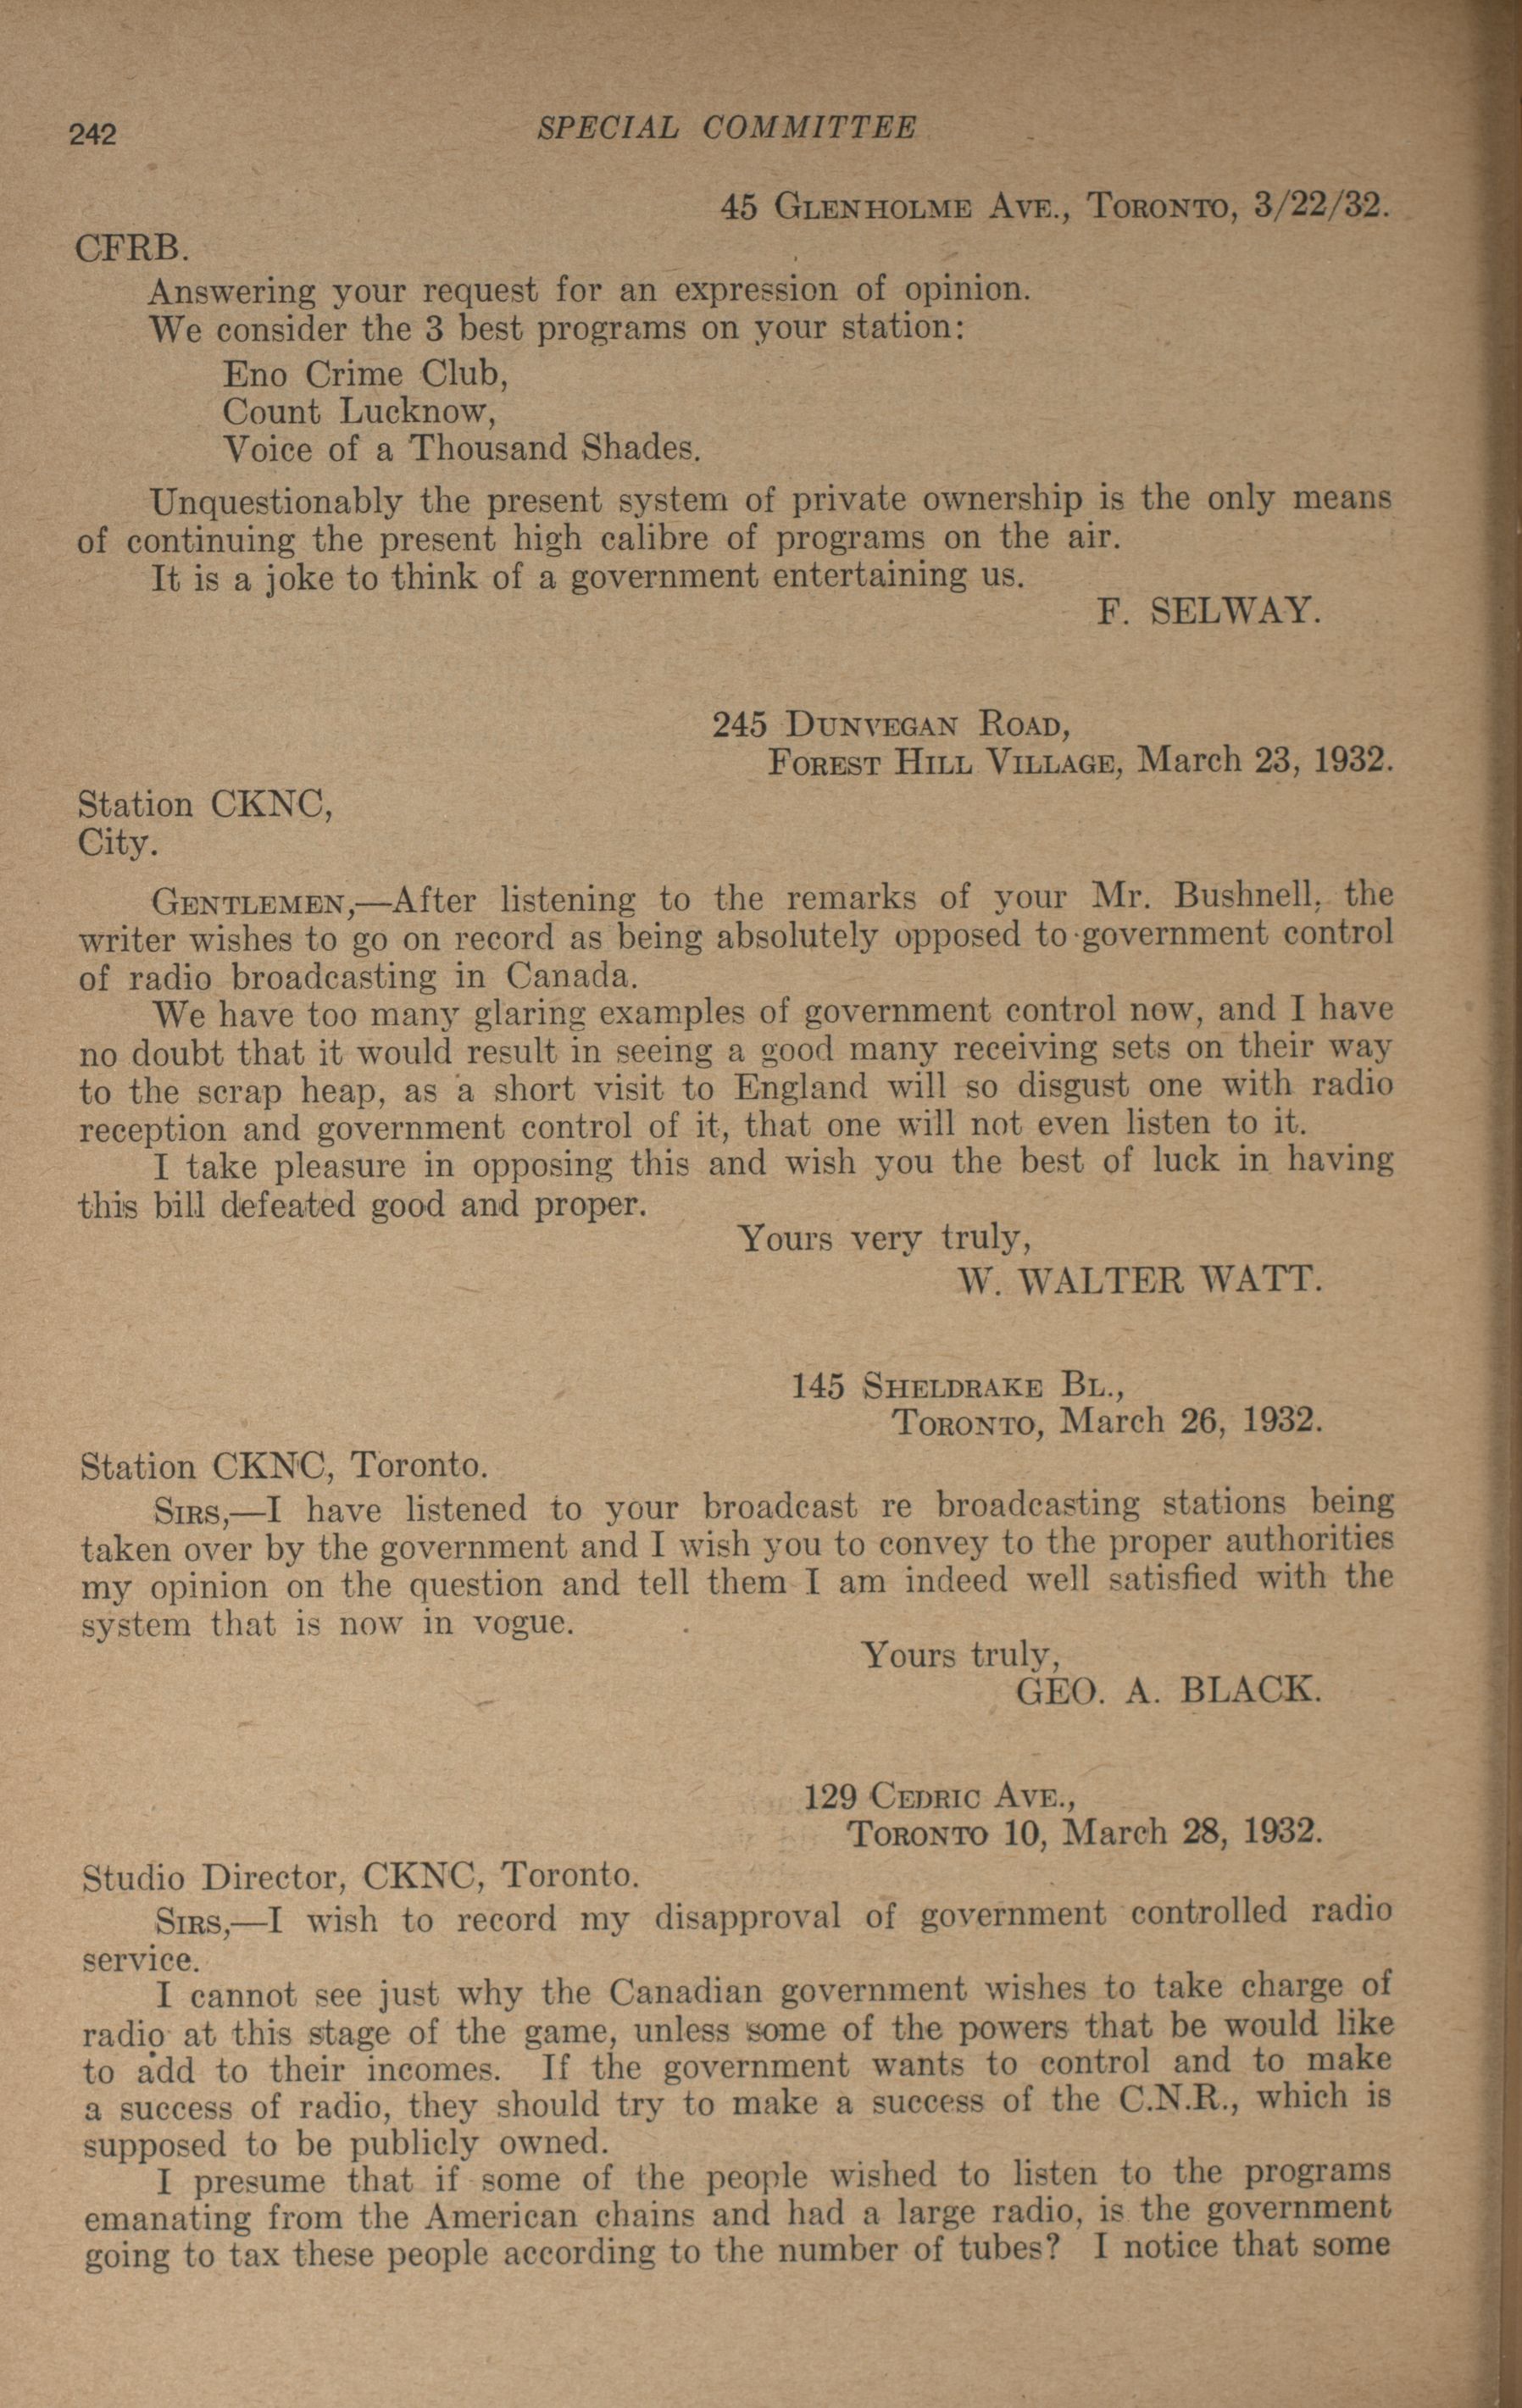 242
SPECIAL COMMITTEE
45 GLENHOLME AVE., TORONTO, 3/22/32.
CFRB.
Answering your request for an expression of opinion.
We consider the 3 best programs on your station:
Eno Crime Club,
Count Lucknow,
Voice of a Thousand Shades.
Unquestionably the present system of private ownership is the only means
of continuing the present high calibre of programs on the air.
It is a joke to think of a government entertaining us.
F. SELWAY.
245 DUNVEGAN ROAD,
FOREST HILL VILLAGE, March 23, 1932.
Station CKNC,
City.
GENTLEMEN,—After listening to the remarks of your Mr. Bushnell, the
writer wishes to go on record as being absolutely opposed to government control
of radio broadcasting in Canada.
We have too many glaring examples of government control now, and I have
no doubt that it would result in seeing a good many receiving sets on their way
to the scrap heap, as a short visit to England will so disgust one with radio
reception and government control of it, that one will not even listen to it.
I take pleasure in opposing this and wish you the best of luck in having
this bill defeated good and proper.
Yours very truly,
W. WALTER WATT.
145 SHELDRAKE BL.,
TORONTO, March 26, 1932.
Station CKNC, Toronto.
SIRS,—I have listened to your broadcast re broadcasting stations being
taken over by the government and I wish you to convey to the proper authorities
my opinion on the question and tell them I am indeed well satisfied with the
system that is now in vogue.
Yours truly,
GEO. A. BLACK.
129 CEDRIC AVE.,
TORONTO 10, March 28, 1932.
Studio Director, CKNC, Toronto.
SIRS,—I wish to record my disapproval of government controlled radio
service.
I cannot see just why the Canadian government wishes to take charge of
radio at this stage of the game, unless some of the powers that be would like
to add to their incomes. If the government wants to control and to make
a success of radio, they should try to make a success of the C.N.R., which is
supposed to be publicly owned.
I presume that if some of the people wished to listen to the programs
emanating from the American chains and had a large radio, is the government
going to tax these people according to the number of tubes? I notice that some